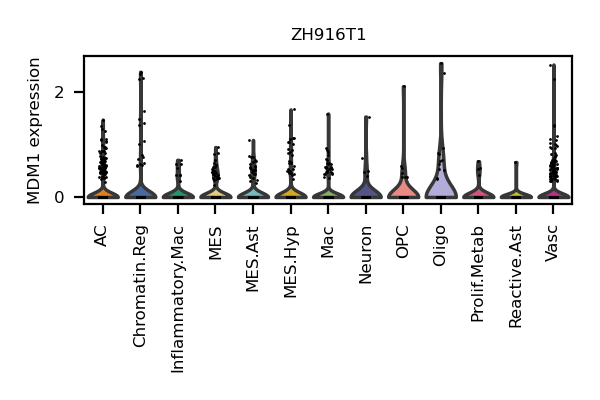 ZH916T1
MDM1 expression
2
0
AC
Chromatin.Reg
Inflammatory.Mac
MES
MES.Ast
MES.Hyp
Mac
Neuron
OPC
Oligo
Prolif.Metab
Reactive.Ast
Vasc